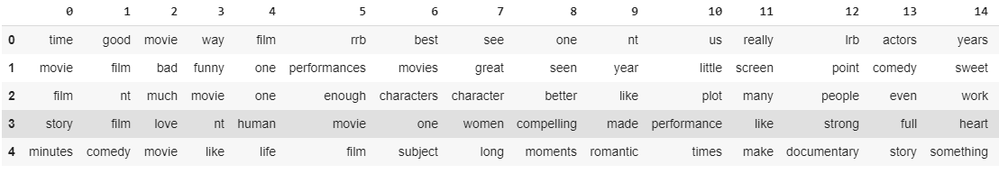 0 1 2 3 4 5 6 7 8 9 10 11 12 13 14
0 time good movie way film rrb best see one nt us really lrb actors years
1 movie film bad funny one performances movies great seen year little screen point comedy sweet
2 film nt much movie one enough characters character better like plot many people even work
3 story film love nt human movie one women compelling made performance like strong full heart
4 minutes comedy movie like life film subject long moments romantic times make documentary story something